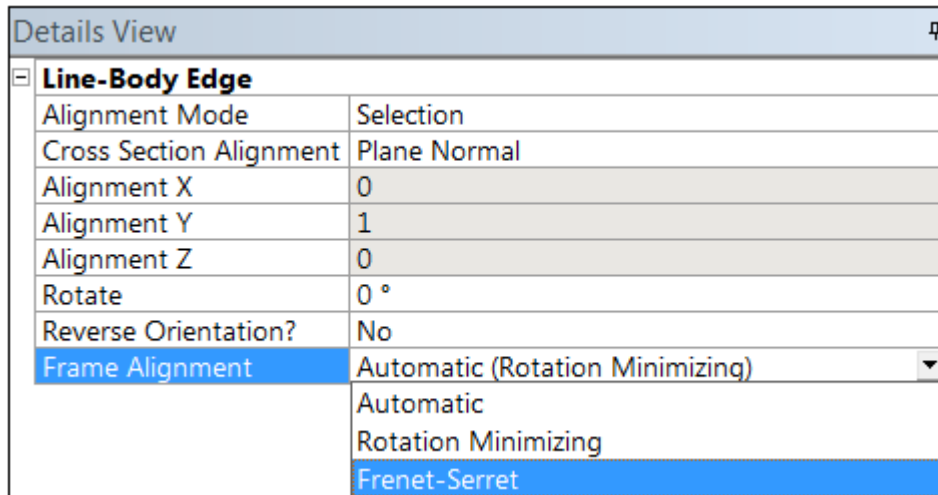 Details View
Line-Body Edge
Alignment Mode Selection
Cross Section Alignment Plane Normal
Alignment X 0
Alignment Y 1
Alignment Z 0
Rotate 0 °
Reverse Orientation? No
Frame Alignment Automatic (Rotation Minimizing)
Automatic
Rotation Minimizing
Frenet-Serret